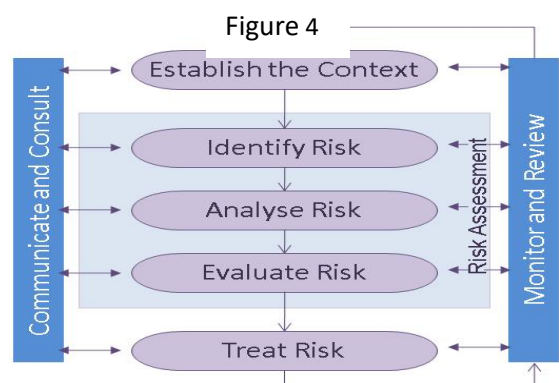 Figure 4
Establish the Context
Communicate and Consult
Identify Risk
Analyse Risk
Evaluate Risk
Risk Assessment
Monitor and Review
Treat Risk